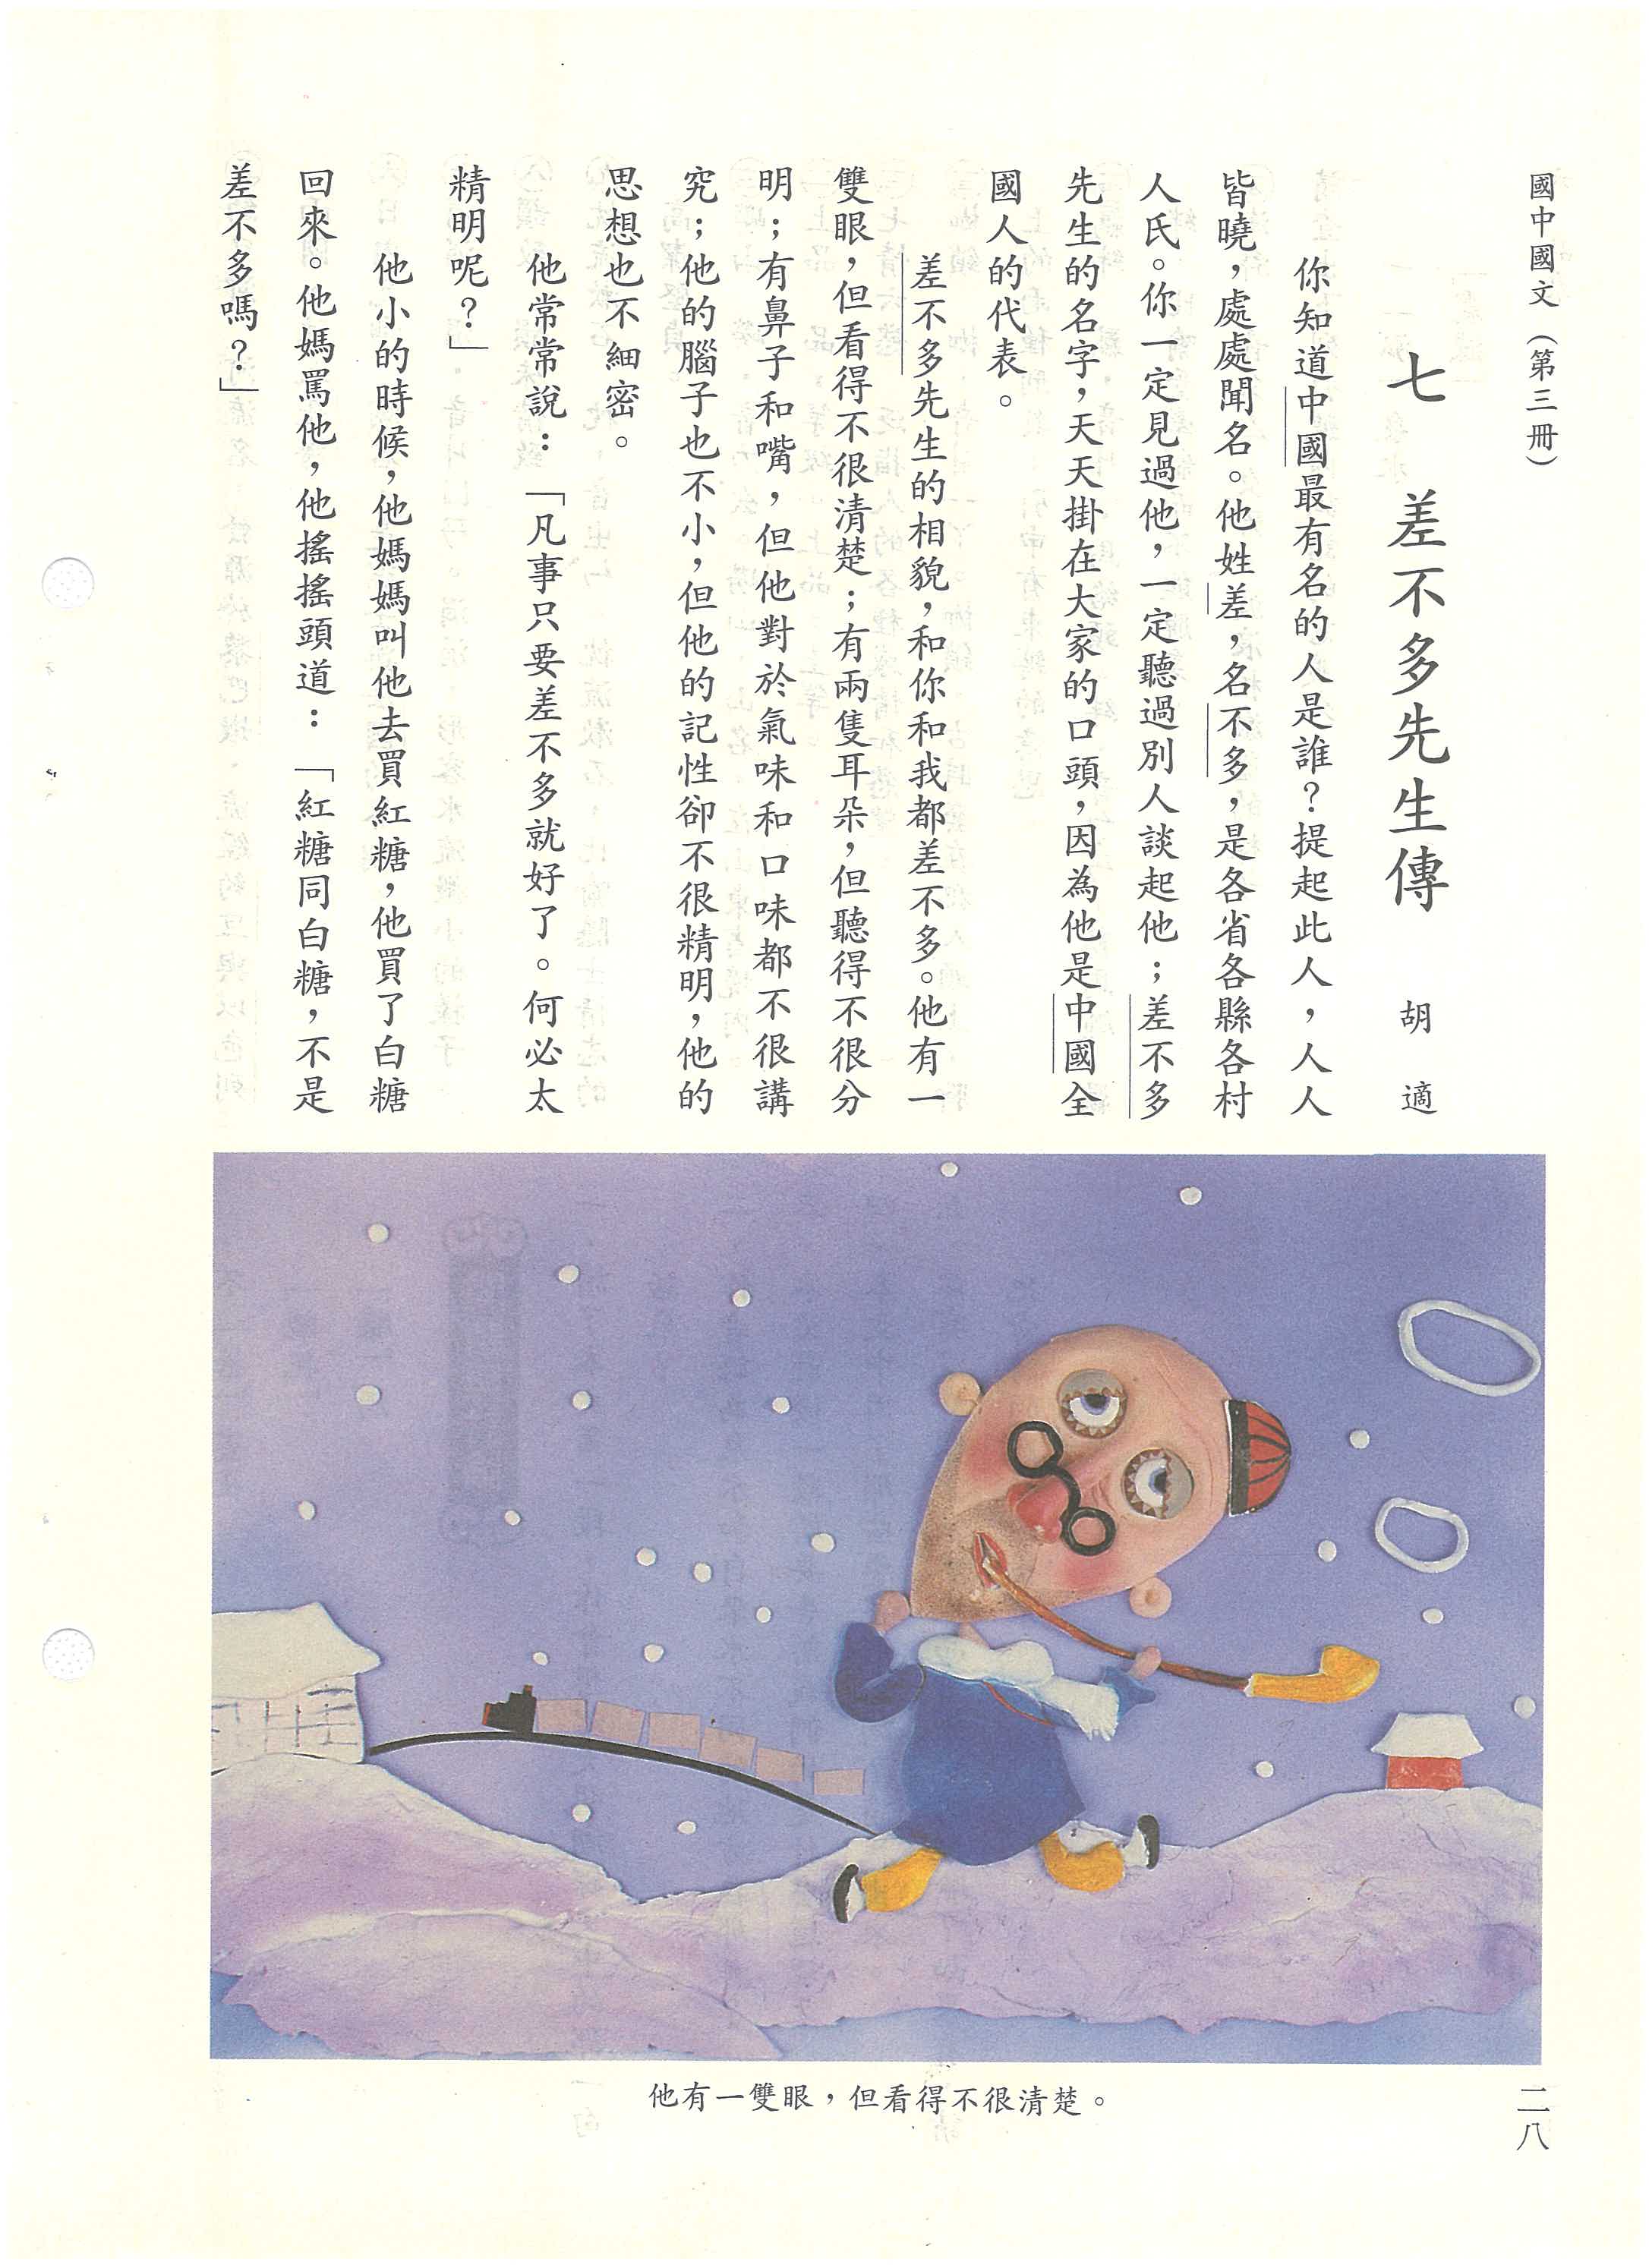 國中國文（第三冊）
七　差不多先生傳　胡適
你知道中國最有名的人是誰？提起此人，人人
皆曉，處處聞名。他姓差，名不多，是各省各縣各村
人氏。你一定見過他，一定聽過別人談起他；差不多
先生的名字，天天掛在大家的口頭，因為他是中國全
國人的代表。
差不多先生的相貌，和你和我都差不多。他有一
雙眼，但看得不很清楚；有兩隻耳朵，但聽得不很分
明；有鼻子和嘴，但他對於氣味和口味都不很講
究；他的腦子也不小，但他的記性卻不很精明，他的
思想也不細密。
他常常說：「凡事只要差不多就好了。何必太
精明呢？」
他小的時候，他媽媽叫他去買紅糖，他買了白糖
回來。他媽罵他，他搖搖頭道：「紅糖同白糖，不是
差不多嗎？」
他有一雙眼，但看得不很清楚。
二八